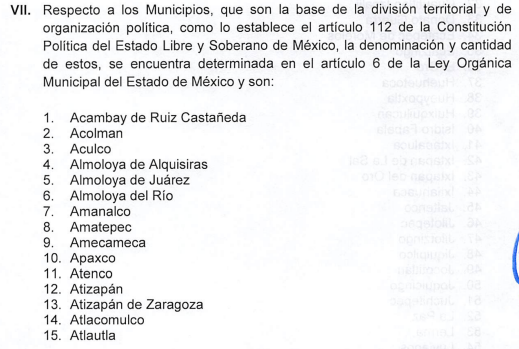 VII. Respecto a los Municipios, que son la base de la división territorial y de
organización política, como lo establece el artículo 112 de la Constitución
Política del Estado Libre y Soberano de México, la denominación y cantidad
de estos, se encuentra determinada en el artículo 6 de la Ley Orgánica
Municipal del Estado de México y son:
1. Acambay de Ruiz Castañeda
2. Acolman
3. Aculco
4. Almoloya de Alquisiras
5. Almoloya de Juárez
6. Almoloya del Río
7. Amanalco
8. Amatepec
9. Amecameca
10. Apaxco
11. Atenco
12. Atizapán
13. Atizapán de Zaragoza
14. Atlacomulco
15. Atlautla